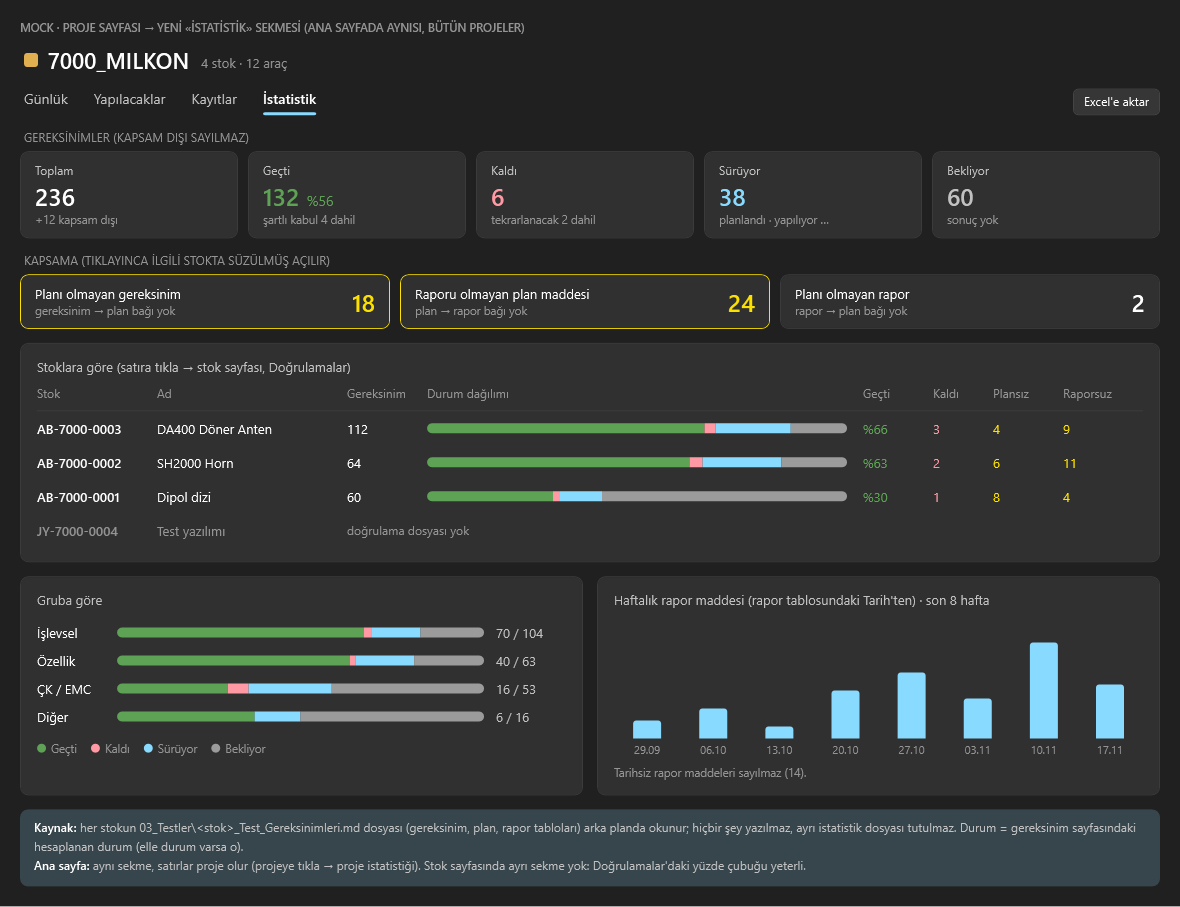 MOCK · PROJE SAYFASI → YENİ «İSTATİSTİK» SEKMESİ (ANA SAYFADA AYNISI, BÜTÜN PROJELER)
7000_MILKON 4 stok · 12 araç
Günlük Yapılacaklar Kayıtlar İstatistik Excel'e aktar
GEREKSİNİMLER (KAPSAM DIŞI SAYILMAZ)
Toplam Geçti Kaldı Sürüyor Bekliyor
236 132 %56 6 38 60
+12 kapsam dışı şartlı kabul 4 dahil tekrarlanacak 2 dahil planlandı · yapılıyor ... sonuç yok
KAPSAMA (TIKLAYINCA İLGİLİ STOKTA SÜZÜLMÜŞ AÇILIR)
Planı olmayan gereksinim 18 Raporu olmayan plan maddesi 24 Planı olmayan rapor 2
gereksinim → plan bağı yok plan → rapor bağı yok rapor → plan bağı yok
Stoklara göre (satıra tıkla → stok sayfası, Doğrulamalar)
Stok Ad Gereksinim Durum dağılımı Geçti Kaldı Plansız Raporsuz
AB-7000-0003 DA400 Döner Anten 112 %66 3 4 9
AB-7000-0002 SH2000 Horn 64 %63 2 6 11
AB-7000-0001 Dipol dizi 60 %30 1 8 4
JY-7000-0004 Test yazılımı doğrulama dosyası yok
Gruba göre
İşlevsel 70 / 104
Özellik 40 / 63
ÇK / EMC 16 / 53
Diğer 6 / 16
Geçti Kaldı Sürüyor Bekliyor
Haftalık rapor maddesi (rapor tablosundaki Tarih'ten) · son 8 hafta
29.09 06.10 13.10 20.10 27.10 03.11 10.11 17.11
Tarihsiz rapor maddeleri sayılmaz (14).
Kaynak: her stokun 03_Testler\<stok>_Test_Gereksinimleri.md dosyası (gereksinim, plan, rapor tabloları) arka planda okunur; hiçbir şey yazılmaz, ayrı istatistik dosyası tutulmaz. Durum = gereksinim sayfasındaki
hesaplanan durum (elle durum varsa o).
Ana sayfa: aynı sekme, satırlar proje olur (projeye tıkla → proje istatistiği). Stok sayfasında ayrı sekme yok: Doğrulamalar'daki yüzde çubuğu yeterli.